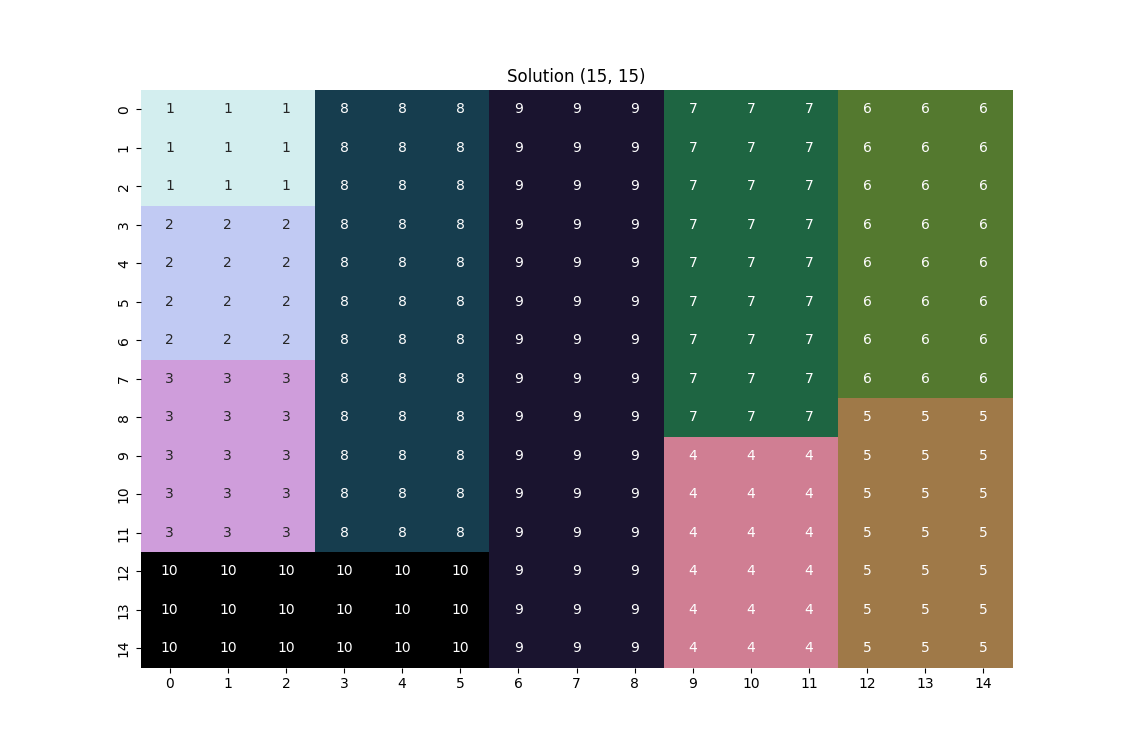 Solution (15, 15)
0 1 1 1 8 8 8 9 9 9 7 7 7 6 6 6
1 1 1 1 8 8 8 9 9 9 7 7 7 6 6 6
2 1 1 1 8 8 8 9 9 9 7 7 7 6 6 6
3 2 2 2 8 8 8 9 9 9 7 7 7 6 6 6
4 2 2 2 8 8 8 9 9 9 7 7 7 6 6 6
5 2 2 2 8 8 8 9 9 9 7 7 7 6 6 6
6 2 2 2 8 8 8 9 9 9 7 7 7 6 6 6
7 3 3 3 8 8 8 9 9 9 7 7 7 6 6 6
8 3 3 3 8 8 8 9 9 9 7 7 7 5 5 5
9 3 3 3 8 8 8 9 9 9 4 4 4 5 5 5
10 3 3 3 8 8 8 9 9 9 4 4 4 5 5 5
11 3 3 3 8 8 8 9 9 9 4 4 4 5 5 5
12 10 10 10 10 10 10 9 9 9 4 4 4 5 5 5
13 10 10 10 10 10 10 9 9 9 4 4 4 5 5 5
14 10 10 10 10 10 10 9 9 9 4 4 4 5 5 5
0 1 2 3 4 5 6 7 8 9 10 11 12 13 14